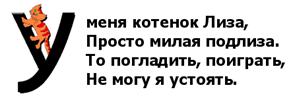 У меня котенок Лиза,
Просто милая подлиза.
То погладить, поиграть,
Не могу я устоять.